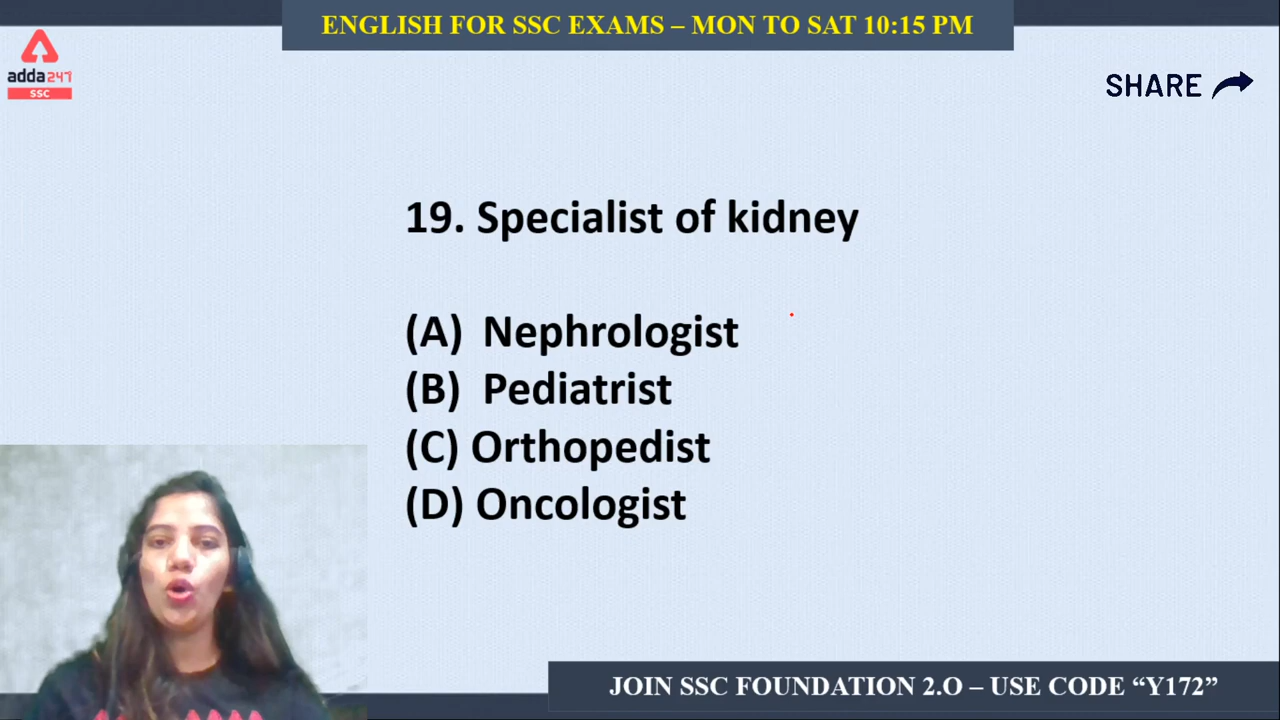 ENGLISH FOR SSC EXAMS – MON TO SAT 10:15 PM
adda247
SSC
SHARE
19. Specialist of kidney
(A) Nephrologist
(B) Pediatrist
(C) Orthopedist
(D) Oncologist
JOIN SSC FOUNDATION 2.O – USE CODE “Y172”